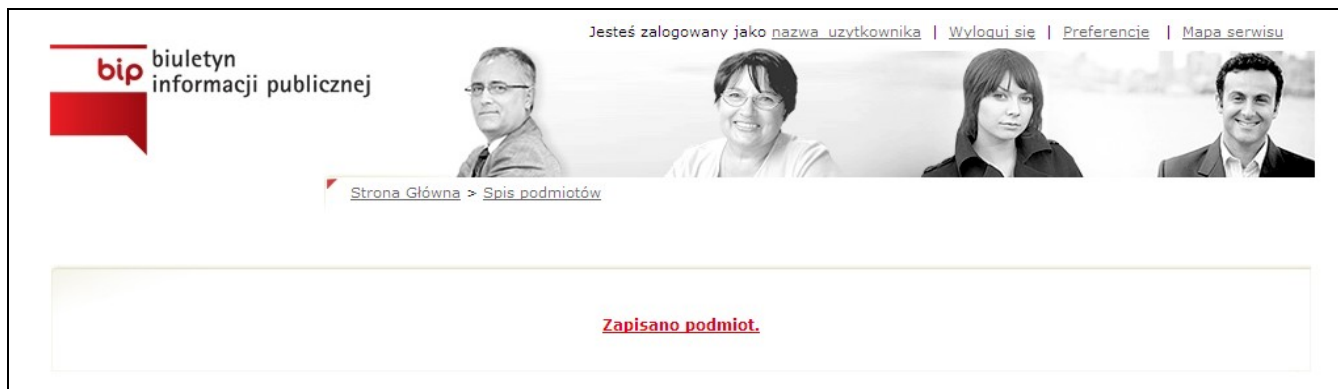 Jesteś zalogowany jako nazwa_uzytkownika | Wyloguj się | Preferencje | Mapa serwisu
bip biuletyn
informacji publicznej
Strona Główna > Spis podmiotów
Zapisano podmiot.